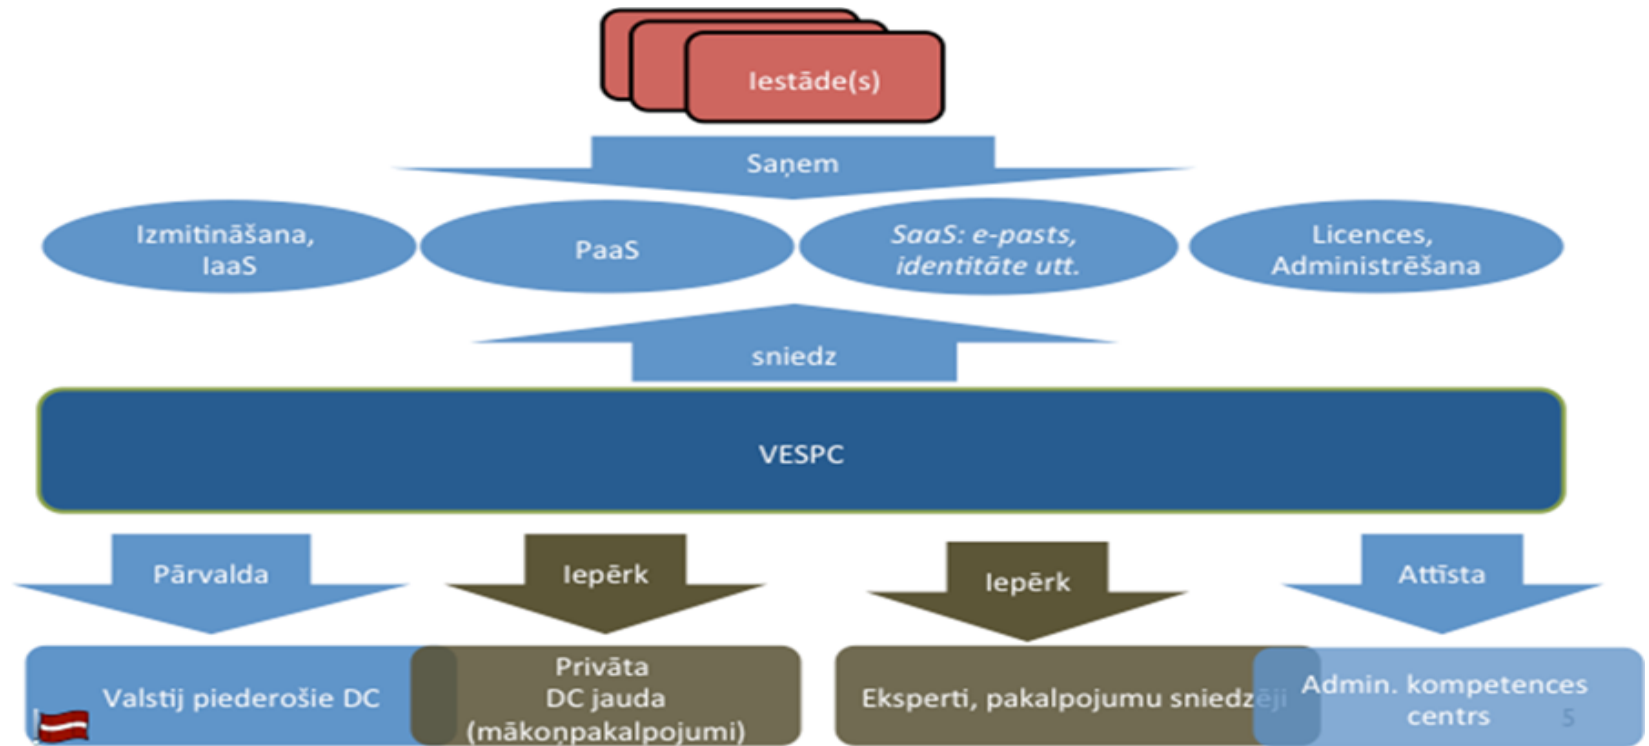 Iestāde(s)
Saņem
Izmitināšana,
IaaS
PaaS
SaaS: e-pasts,
identitāte utt.
Licences,
Administrēšana
sniedz
VESPC
Pārvalda
Iepērk
Iepērk
Attīsta
Valstij piederošie DC
Privāta
DC jauda
(mākoņpakalpojumi)
Eksperti, pakalpojumu sniedzēji
Admin. kompetences
centrs
5